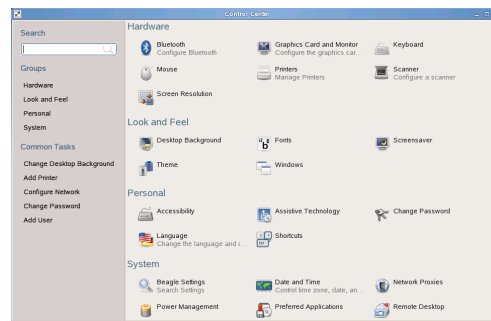 Control Center
Search
Groups
Hardware
Look and Feel
Personal
System
Common Tasks
Change Desktop Background
Add Printer
Configure Network
Change Password
Add User
Hardware
Bluetooth
Configure Bluetooth
Graphics Card and Monitor
Configure the graphics car...
Keyboard
Mouse
Printers
Manage Printers
Scanner
Configure a scanner
Screen Resolution
Look and Feel
Desktop Background
Fonts
Screensaver
Theme
Windows
Personal
Accessibility
Assistive Technology
Change Password
Language
Change the language and i...
Shortcuts
System
Beagle Settings
Search Settings
Date and Time
Control time zone, date, an...
Network Proxies
Power Management
Preferred Applications
Remote Desktop